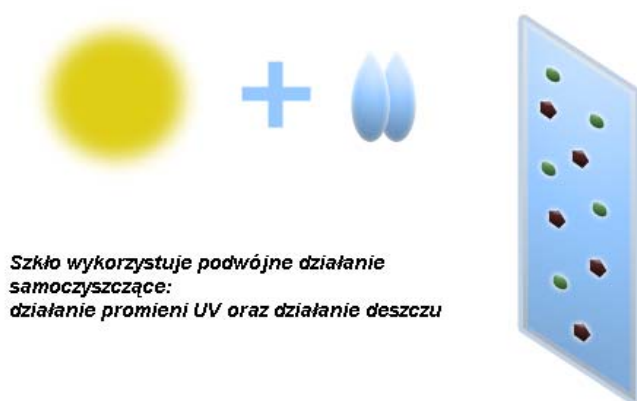 Szkło wykorzystuje podwójne działanie
samoczyszczące:
działanie promieni UV oraz działanie deszczu